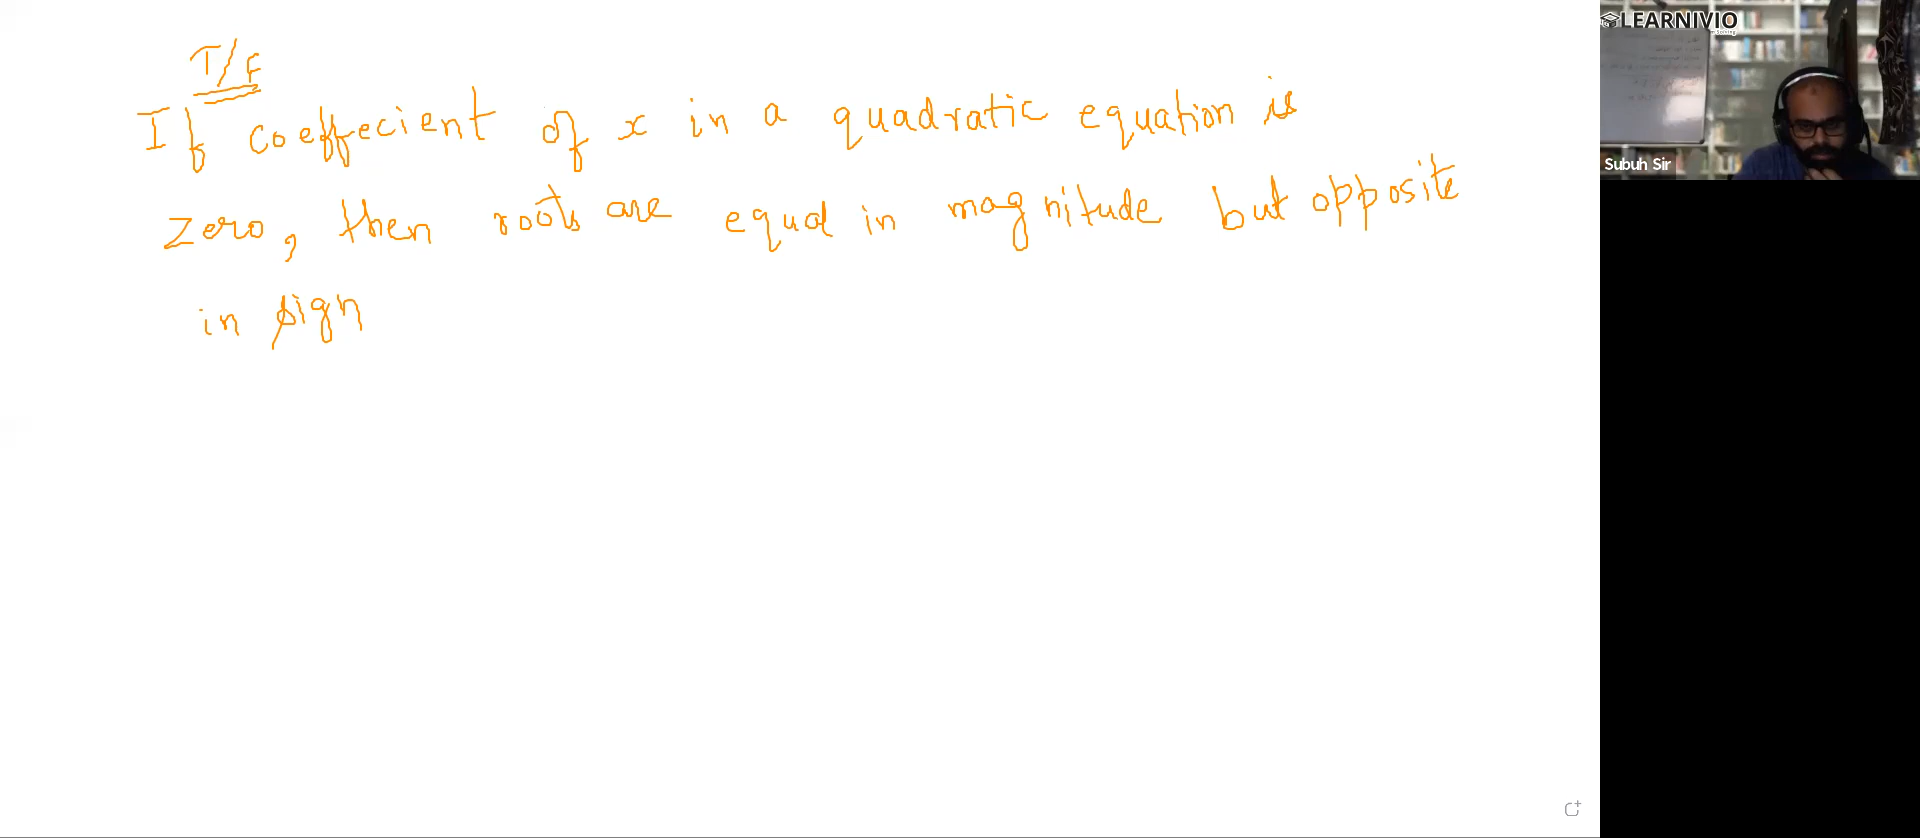 T/F
If coeffecient of x in a quadratic equation is
zero, then roots are equal in magnitude but opposite
in sign
LEARNIVIO
Subuh Sir